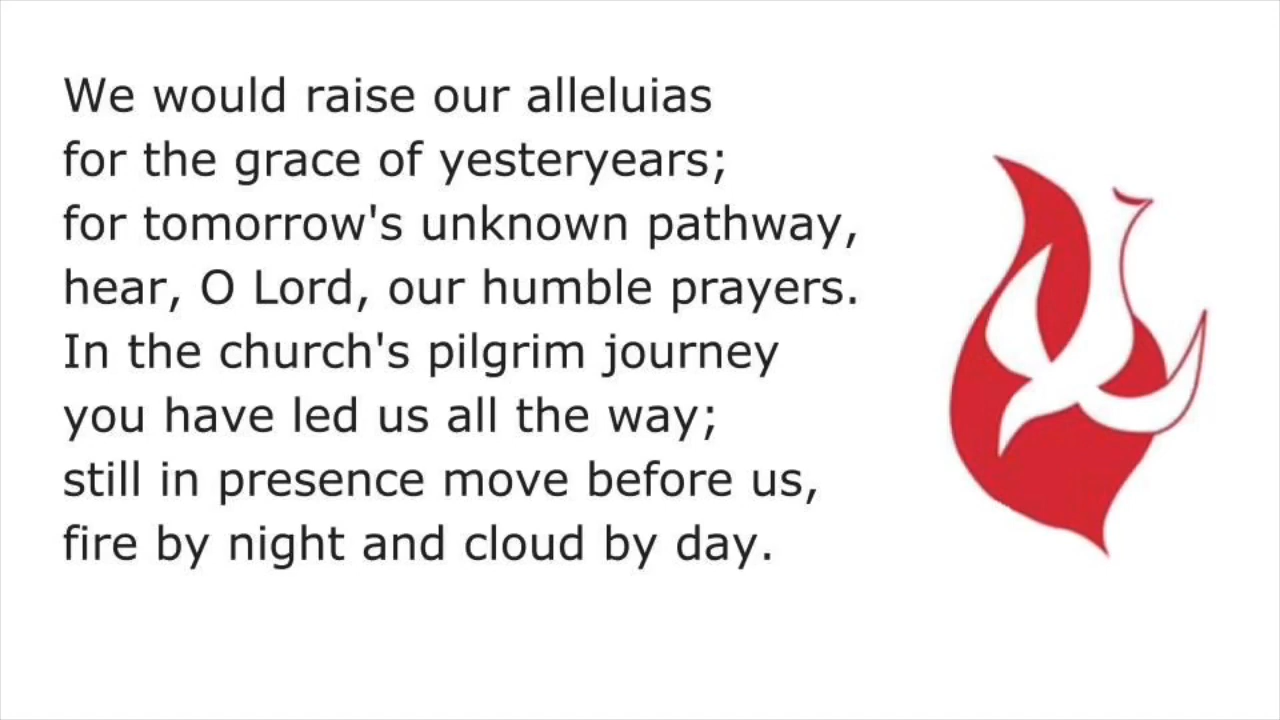 We would raise our alleluias
for the grace of yesteryears;
for tomorrow's unknown pathway,
hear, O Lord, our humble prayers.
In the church's pilgrim journey
you have led us all the way;
still in presence move before us,
fire by night and cloud by day.